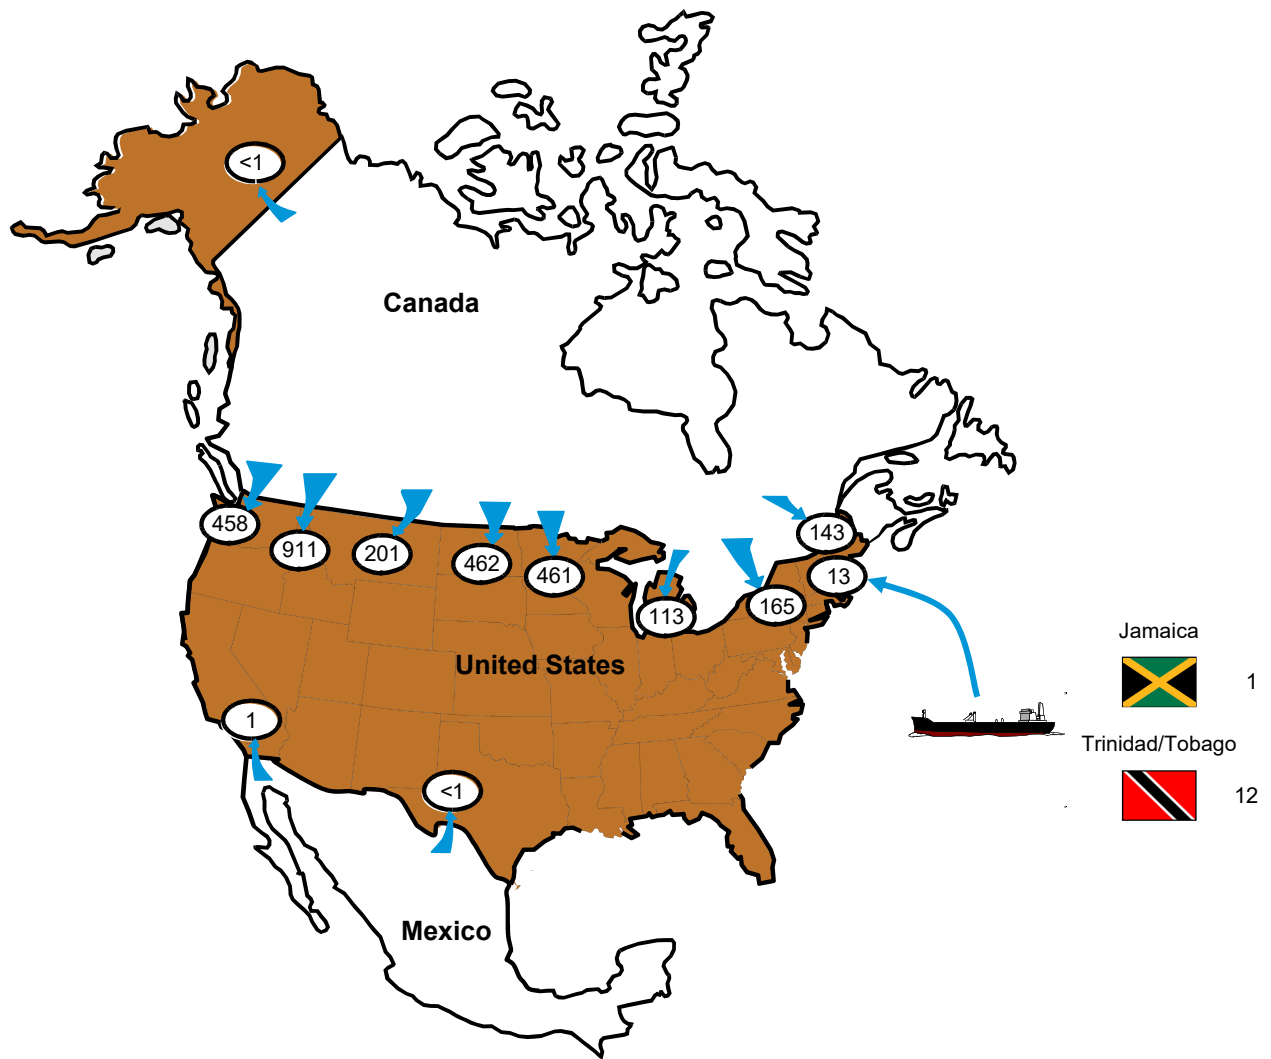 <1
Canada
458
911
201
462
461
113
165
143
13
United States
Jamaica
1
Trinidad/Tobago
12
1
<1
Mexico